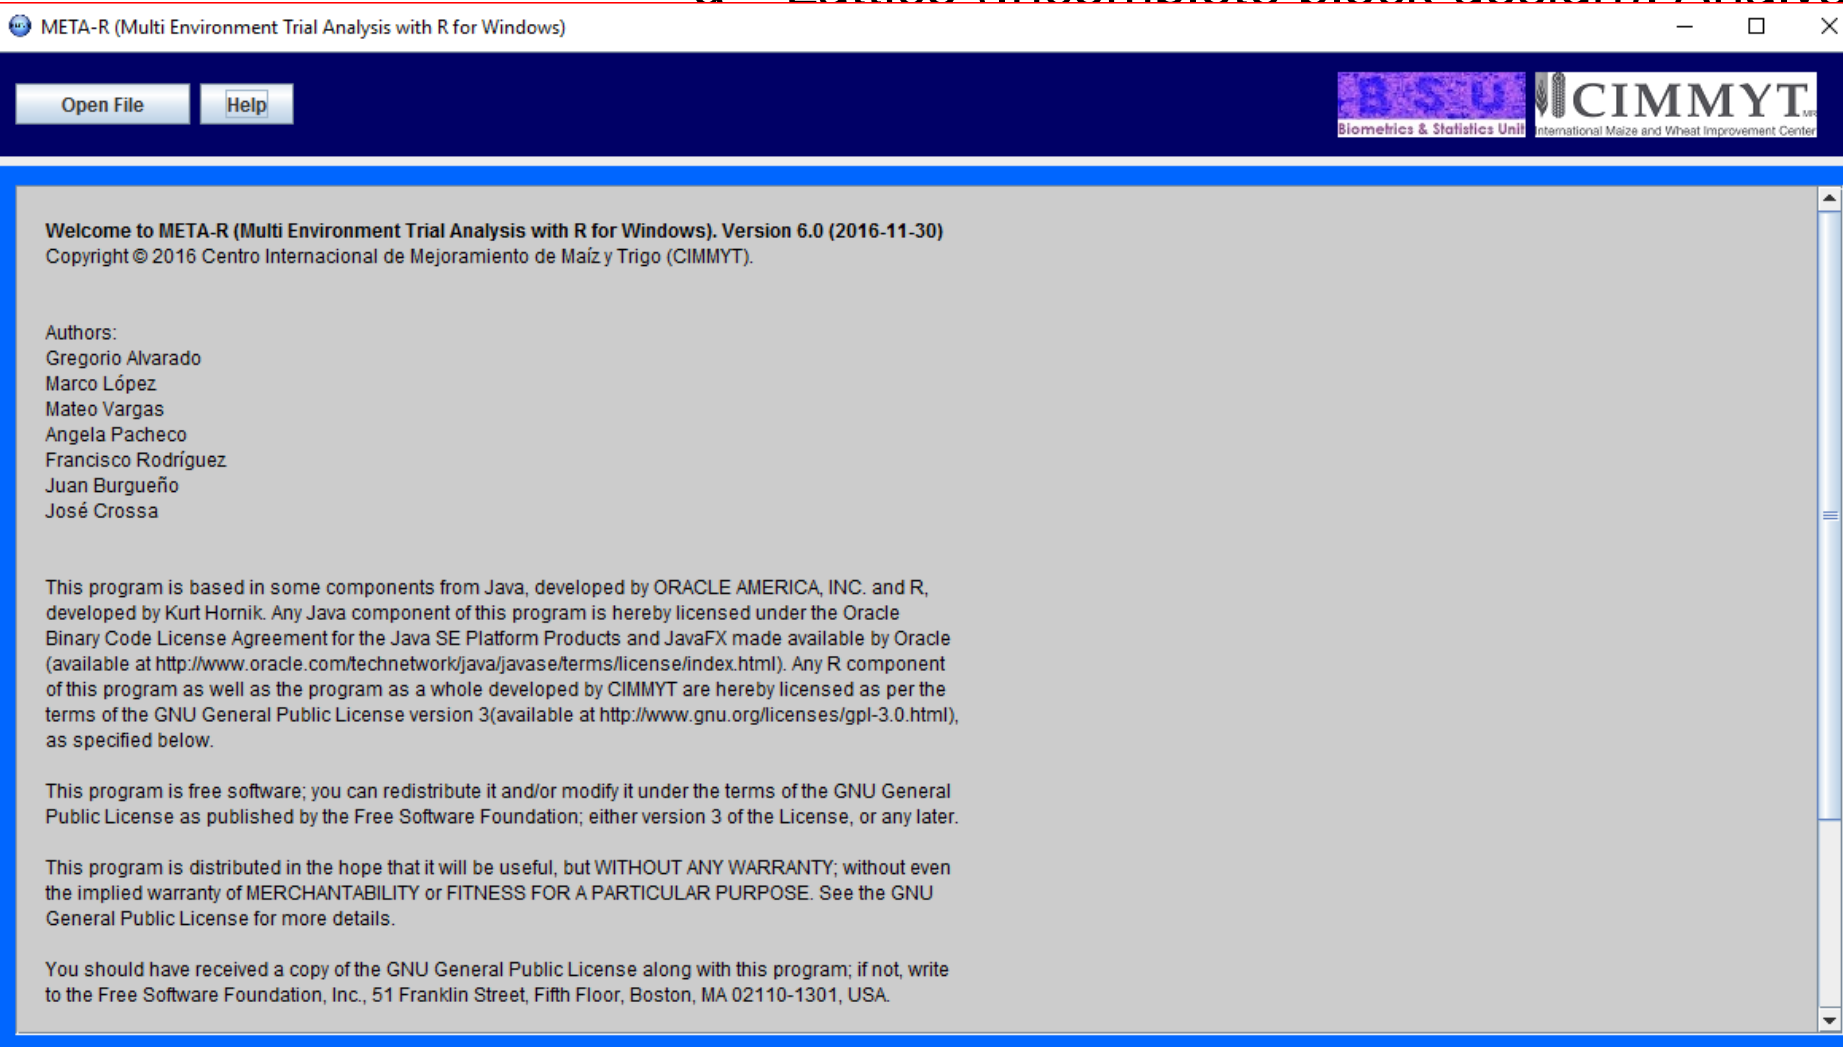 META-R (Multi Environment Trial Analysis with R for Windows)
Open File
Help
B S U
Biometrics & Statistics Unit
CIMMYT
MR
International Maize and Wheat Improvement Center
Welcome to META-R (Multi Environment Trial Analysis with R for Windows). Version 6.0 (2016-11-30)
Copyright © 2016 Centro Internacional de Mejoramiento de Maíz y Trigo (CIMMYT).
Authors:
Gregorio Alvarado
Marco López
Mateo Vargas
Angela Pacheco
Francisco Rodríguez
Juan Burgueño
José Crossa
This program is based in some components from Java, developed by ORACLE AMERICA, INC. and R,
developed by Kurt Hornik. Any Java component of this program is hereby licensed under the Oracle
Binary Code License Agreement for the Java SE Platform Products and JavaFX made available by Oracle
(available at http://www.oracle.com/technetwork/java/javase/terms/license/index.html). Any R component
of this program as well as the program as a whole developed by CIMMYT are hereby licensed as per the
terms of the GNU General Public License version 3(available at http://www.gnu.org/licenses/gpl-3.0.html),
as specified below.
This program is free software; you can redistribute it and/or modify it under the terms of the GNU General
Public License as published by the Free Software Foundation; either version 3 of the License, or any later.
This program is distributed in the hope that it will be useful, but WITHOUT ANY WARRANTY; without even
the implied warranty of MERCHANTABILITY or FITNESS FOR A PARTICULAR PURPOSE. See the GNU
General Public License for more details.
You should have received a copy of the GNU General Public License along with this program; if not, write
to the Free Software Foundation, Inc., 51 Franklin Street, Fifth Floor, Boston, MA 02110-1301, USA.